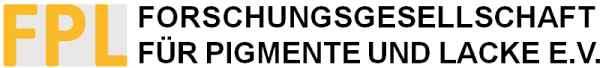 FPL
FORSCHUNGSGESELLSCHAFT
FÜR PIGMENTE UND LACKE E.V.